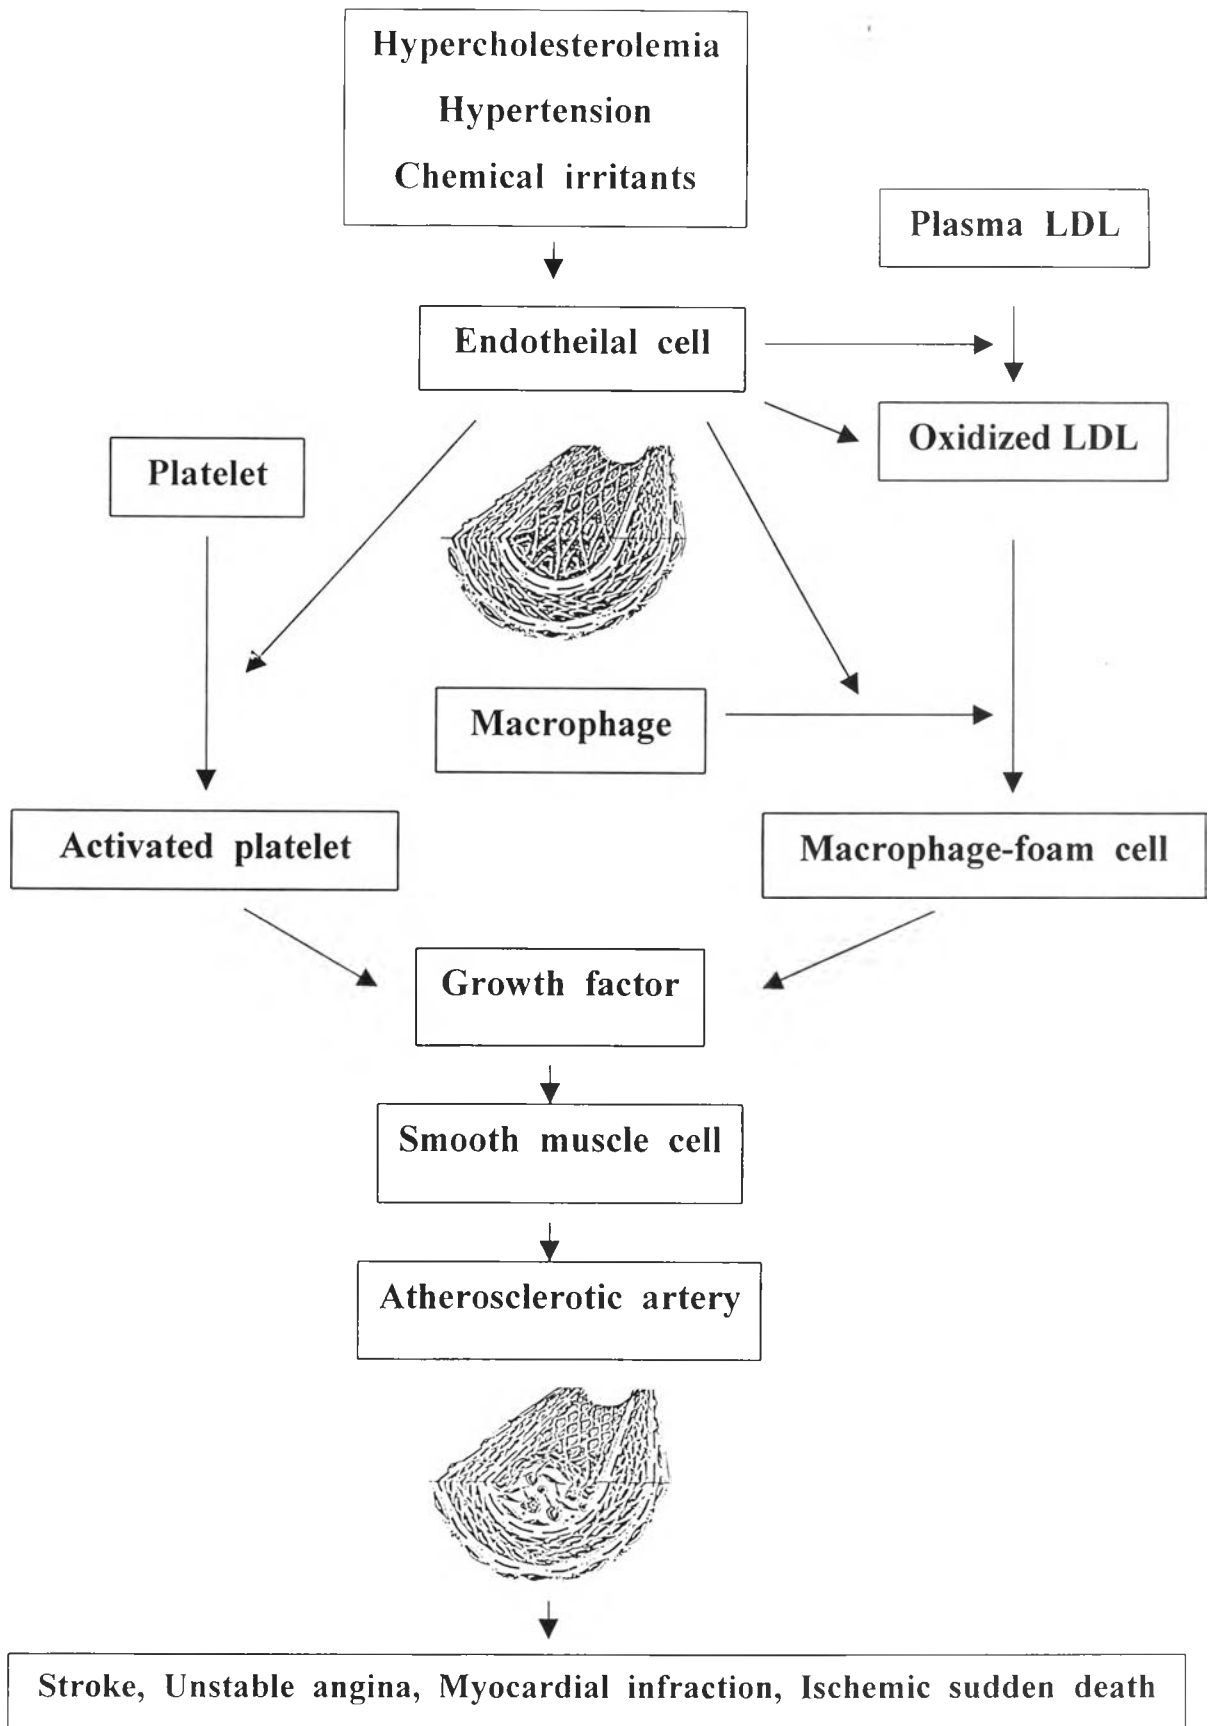 Hypercholesterolemia
Hypertension
Chemical irritants
Plasma LDL
Endotheilal cell
Oxidized LDL
Platelet
Macrophage
Activated platelet
Macrophage-foam cell
Growth factor
Smooth muscle cell
Atherosclerotic artery
Stroke, Unstable angina, Myocardial infraction, Ischemic sudden death